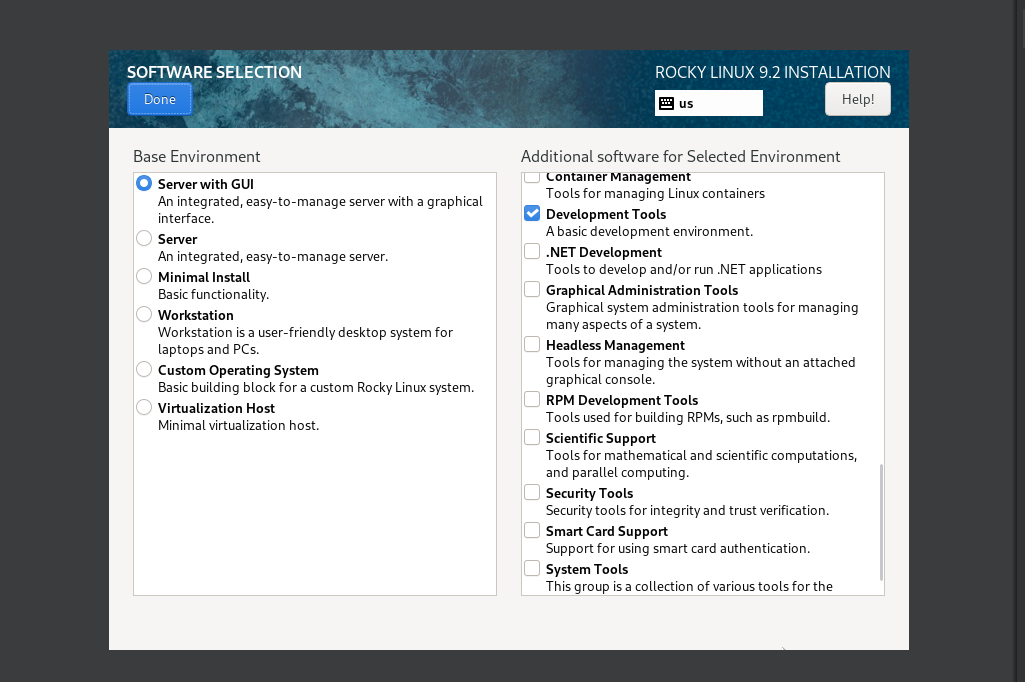 SOFTWARE SELECTION
Done
ROCKY LINUX 9.2 INSTALLATION
us
Help!
Base Environment
Server with GUI
An integrated, easy-to-manage server with a graphical
interface.
Server
An integrated, easy-to-manage server.
Minimal Install
Basic functionality.
Workstation
Workstation is a user-friendly desktop system for
laptops and PCs.
Custom Operating System
Basic building block for a custom Rocky Linux system.
Virtualization Host
Minimal virtualization host.
Additional software for Selected Environment
Container Management
Tools for managing Linux containers
Development Tools
A basic development environment.
.NET Development
Tools to develop and/or run .NET applications
Graphical Administration Tools
Graphical system administration tools for managing
many aspects of a system.
Headless Management
Tools for managing the system without an attached
graphical console.
RPM Development Tools
Tools used for building RPMs, such as rpmbuild.
Scientific Support
Tools for mathematical and scientific computations,
and parallel computing.
Security Tools
Security tools for integrity and trust verification.
Smart Card Support
Support for using smart card authentication.
System Tools
This group is a collection of various tools for the